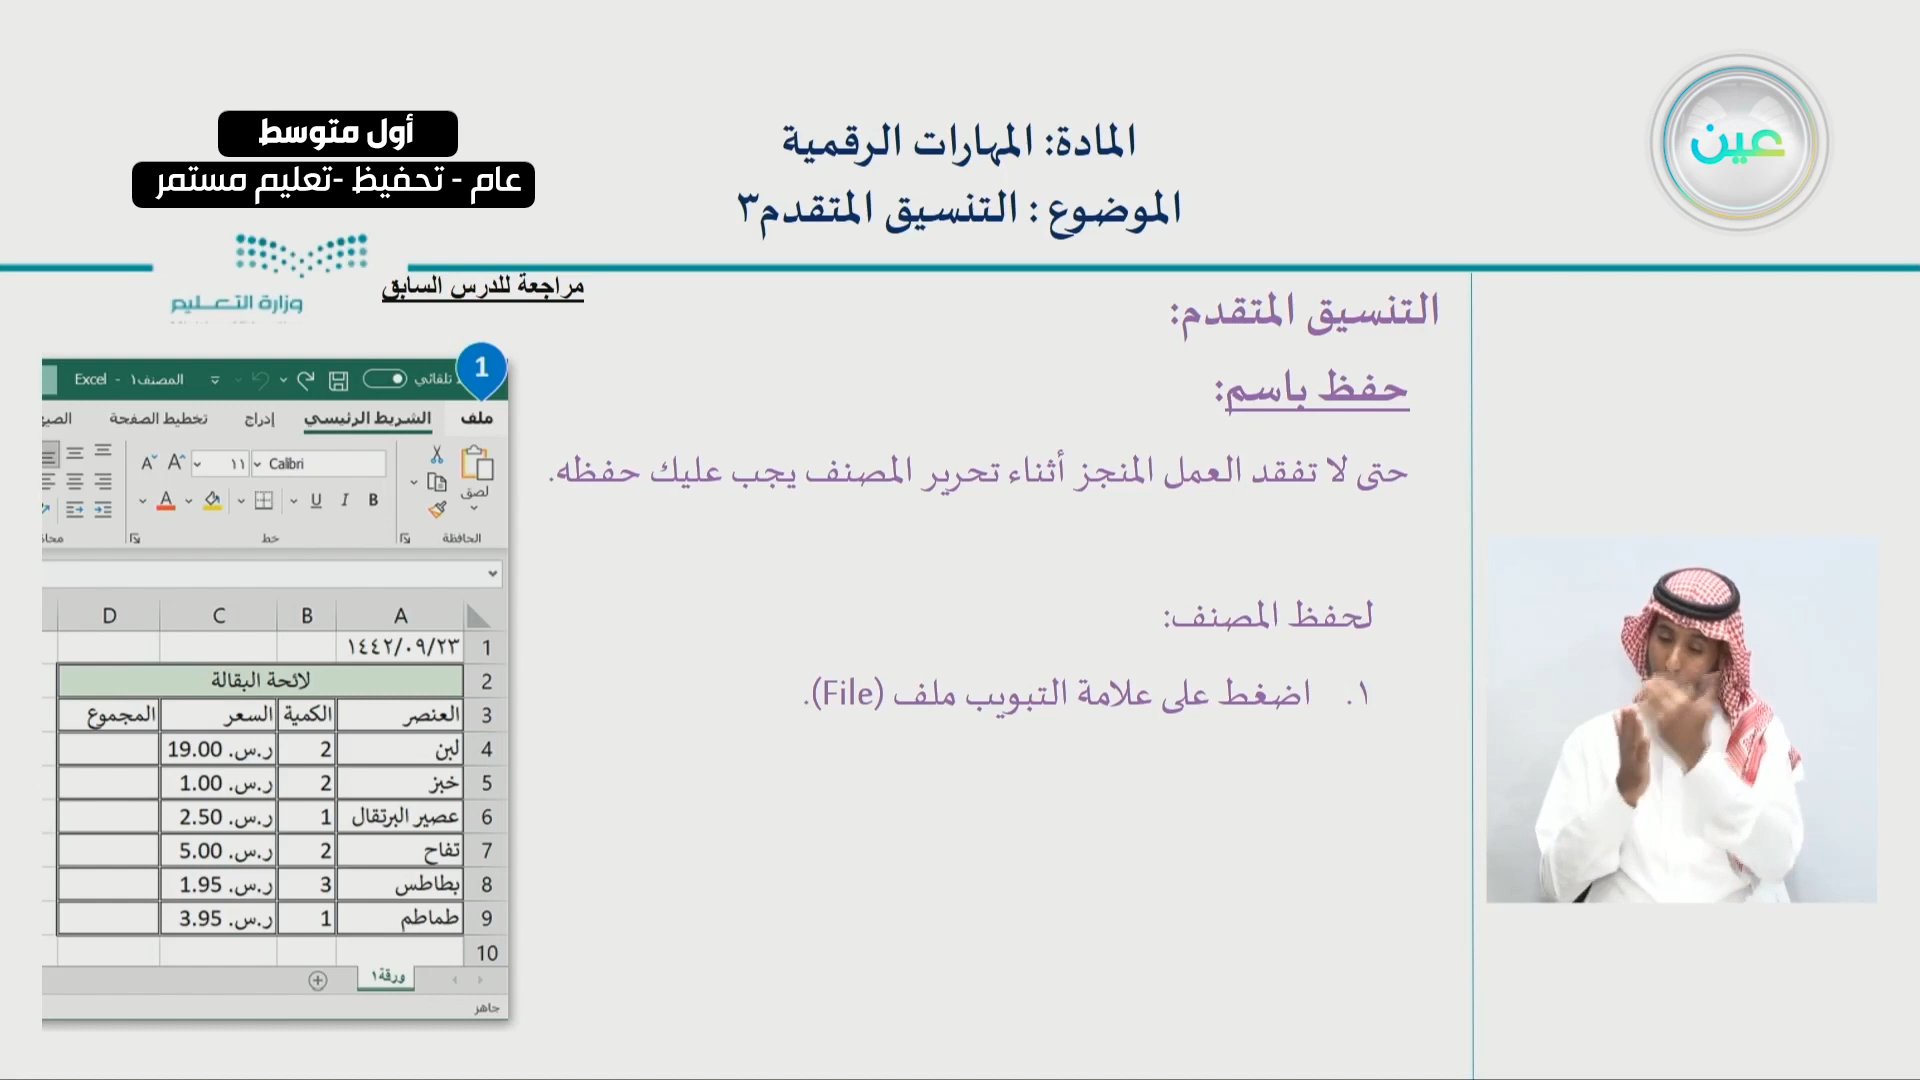 عين
المادة: المهارات الرقمية
الموضوع : التنسيق المتقدم٣
أول متوسط
عام - تحفيظ -تعليم مستمر
وزارة التعـــليم
مراجعة للدرس السابق
التنسيق المتقدم:
حفظ باسم:
حتى لا تفقد العمل المنجز أثناء تحرير المصنف يجب عليك حفظه.
لحفظ المصنف:
١. اضغط على علامة التبويب ملف (File).
1
تلقائي المصنف١ - Excel
ملف الشريط الرئيسي إدراج تخطيط الصفحة الصيغ
لصق Calibri ١١ A A
B I U A
الحافظة خط محاذ
A B C D
1 ١٤٤٢/٠٩/٢٣
2 لائحة البقالة
3 العنصر الكمية السعر المجموع
4 لبن 2 ر.س. 19.00
5 خبز 2 ر.س. 1.00
6 عصير البرتقال 1 ر.س. 2.50
7 تفاح 2 ر.س. 5.00
8 بطاطس 3 ر.س. 1.95
9 طماطم 1 ر.س. 3.95
10
ورقة١
جاهز